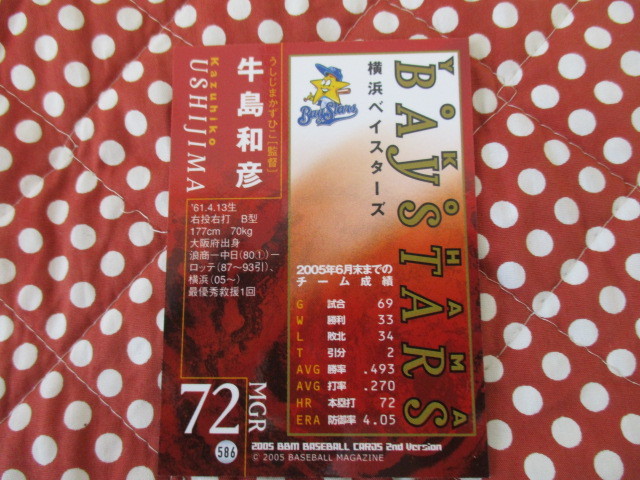 牛島和彦
うしじまかずひこ[監督]
Kazuhiko
USHIJIMA
'61.4.13生
右投右打 B型
177cm 70kg
大阪府出身
浪商ー中日(80①)ー
ロッテ(87〜93引)、
横浜(05〜)
最優秀救援1回
72 MGR
586
YOKOHAMA
BAYSTARS
横浜ベイスターズ
BayStars
2005年6月末までの
チーム成績
G 試合 69
W 勝利 33
L 敗北 34
T 引分 2
AVG 勝率 .493
AVG 打率 .270
HR 本塁打 72
ERA 防御率 4.05
2005 BBM BASEBALL CARDS 2nd Version
© 2005 BASEBALL MAGAZINE